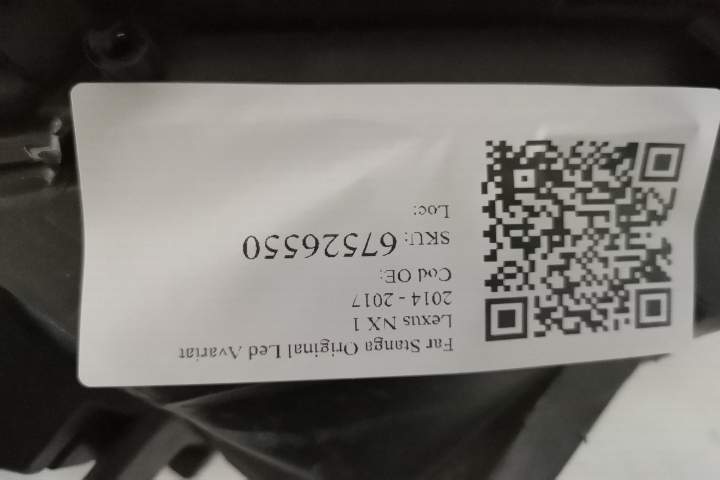 Far Stanga Original Led Avariat
Lexus NX 1
2014 - 2017
Cod OE:
SKU: 67526550
Loc: